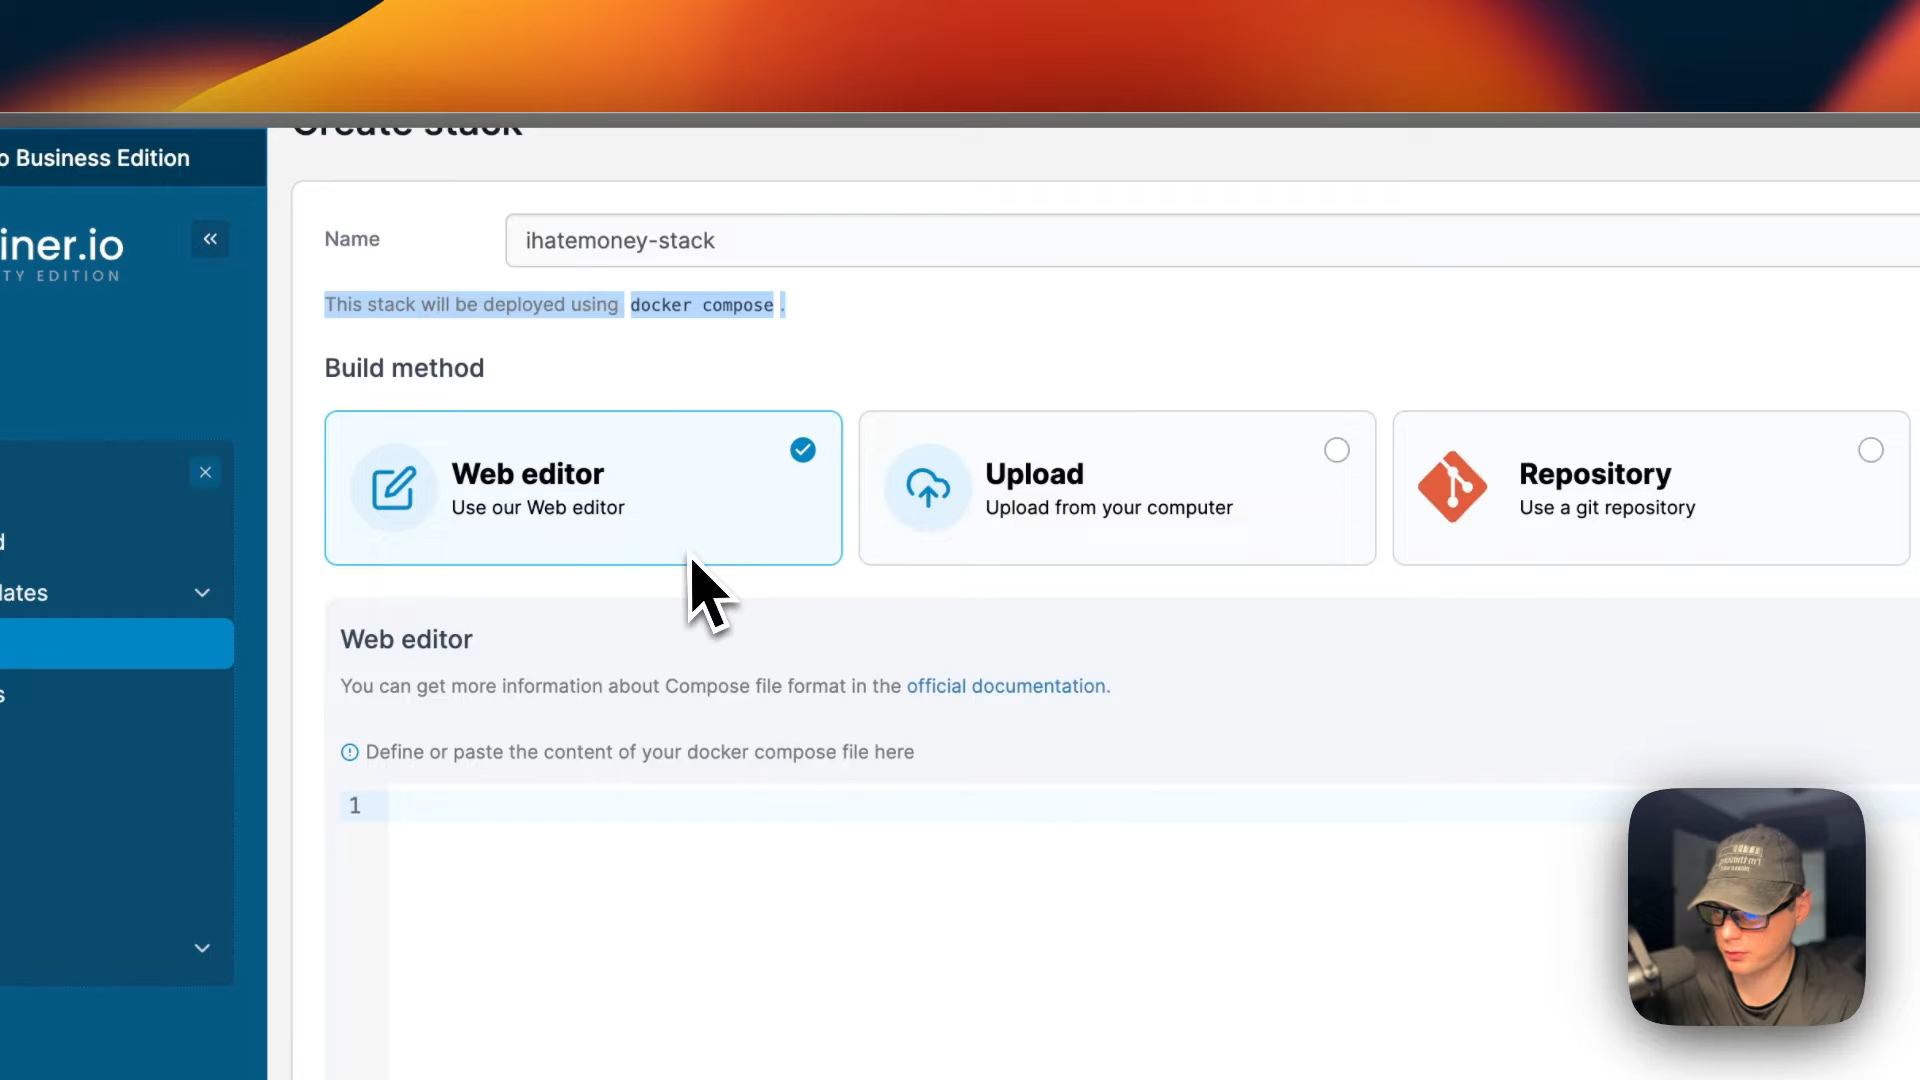 Create stack
o Business Edition
iner.io
TY EDITION
Name
ihatemoney-stack
This stack will be deployed using docker compose .
Build method
Web editor
Use our Web editor
Upload
Upload from your computer
Repository
Use a git repository
d
lates
s
Web editor
You can get more information about Compose file format in the official documentation.
Define or paste the content of your docker compose file here
1